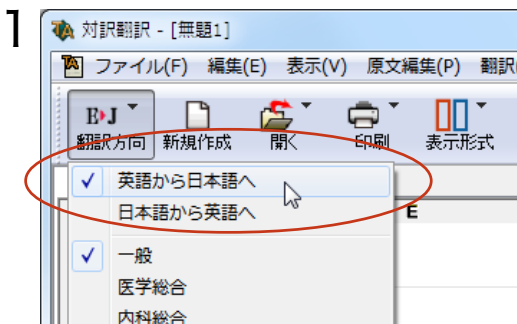 1
対訳翻訳 - [無題1]
ファイル(F) 編集(E) 表示(V) 原文編集(P) 翻訳
E›J
翻訳方向 新規作成 開く 印刷 表示形式
英語から日本語へ
E
日本語から英語へ
一般
医学総合
内科総合